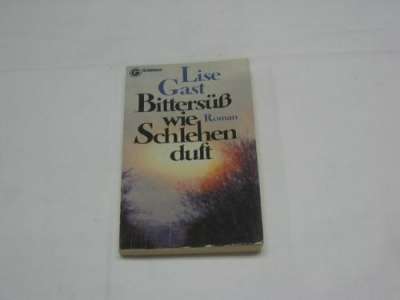 Lise
Gast
Bittersüß
wie Roman
Schlehen
duft